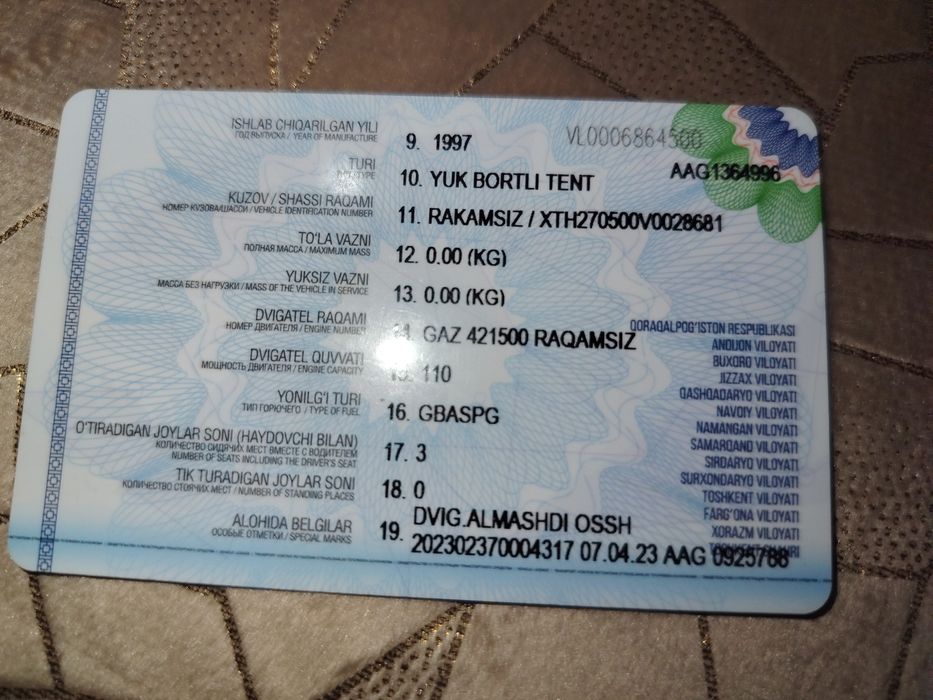 ISHLAB CHIQARILGAN YILI
ГОД ВЫПУСКА / YEAR OF MANUFACTURE
9. 1997
VL0006864500
AAG1364996
TURI
10. YUK BORTLI TENT
KUZOV / SHASSI RAQAMI
НОМЕР КУЗОВА/ШАССИ / VEHICLE IDENTIFICATION NUMBER
11. RAKAMSIZ / XTH270500V0028681
TO'LA VAZNI
ПОЛНАЯ МАССА / MAXIMUM MASS
12. 0.00 (KG)
YUKSIZ VAZNI
МАССА БЕЗ НАГРУЗКИ / MASS OF THE VEHICLE IN SERVICE
13. 0.00 (KG)
DVIGATEL RAQAMI
НОМЕР ДВИГАТЕЛЯ / ENGINE NUMBER
14. GAZ 421500 RAQAMSIZ
DVIGATEL QUVVATI
МОЩНОСТЬ ДВИГАТЕЛЯ / ENGINE CAPACITY
15. 110
YONILG'I TURI
ТИП ГОРЮЧЕГО / TYPE OF FUEL
16. GBASPG
O'TIRADIGAN JOYLAR SONI (HAYDOVCHI BILAN)
КОЛИЧЕСТВО СИДЯЧИХ МЕСТ ВМЕСТЕ С ВОДИТЕЛЕМ
NUMBER OF SEATS INCLUDING THE DRIVER'S SEAT
17. 3
TIK TURADIGAN JOYLAR SONI
КОЛИЧЕСТВО СТОЯЧИХ МЕСТ / NUMBER OF STANDING PLACES
18. 0
ALOHIDA BELGILAR
ОСОБЫЕ ОТМЕТКИ / SPECIAL MARKS
19. DVIG.ALMASHDI OSSH
202302370004317 07.04.23 AAG 0925788
QORAQALPOG'ISTON RESPUBLIKASI
ANDIJON VILOYATI
BUXORO VILOYATI
JIZZAX VILOYATI
QASHQADARYO VILOYATI
NAVOIY VILOYATI
NAMANGAN VILOYATI
SAMARQAND VILOYATI
SIRDARYO VILOYATI
SURXONDARYO VILOYATI
TOSHKENT VILOYATI
FARG'ONA VILOYATI
XORAZM VILOYATI